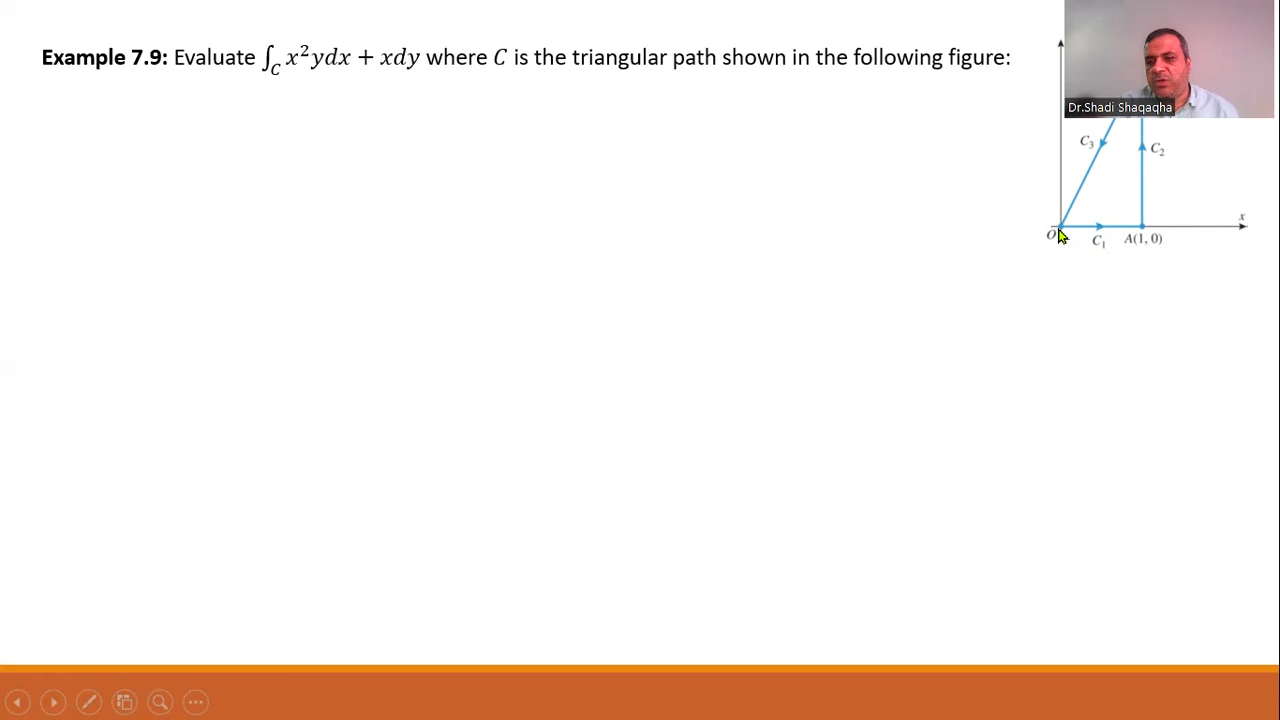 Example 7.9: Evaluate ∫_C x²ydx + xdy where C is the triangular path shown in the following figure:
Dr.Shadi Shaqaqha
C₃
C₂
x
O
C₁
A(1, 0)